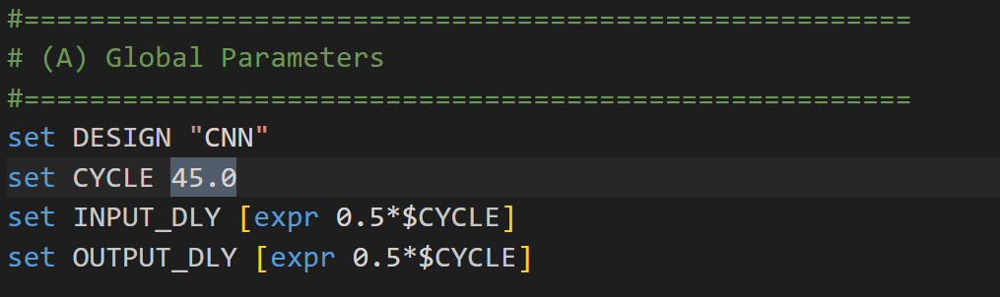 #======================================================
# (A) Global Parameters
#======================================================
set DESIGN "CNN"
set CYCLE 45.0
set INPUT_DLY [expr 0.5*$CYCLE]
set OUTPUT_DLY [expr 0.5*$CYCLE]